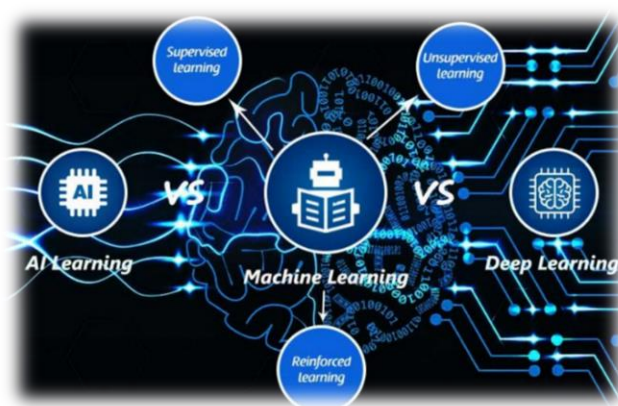 Supervised
learning
Unsupervised
learning
AI
VS
VS
AI Learning
Machine Learning
Deep Learning
Reinforced
learning